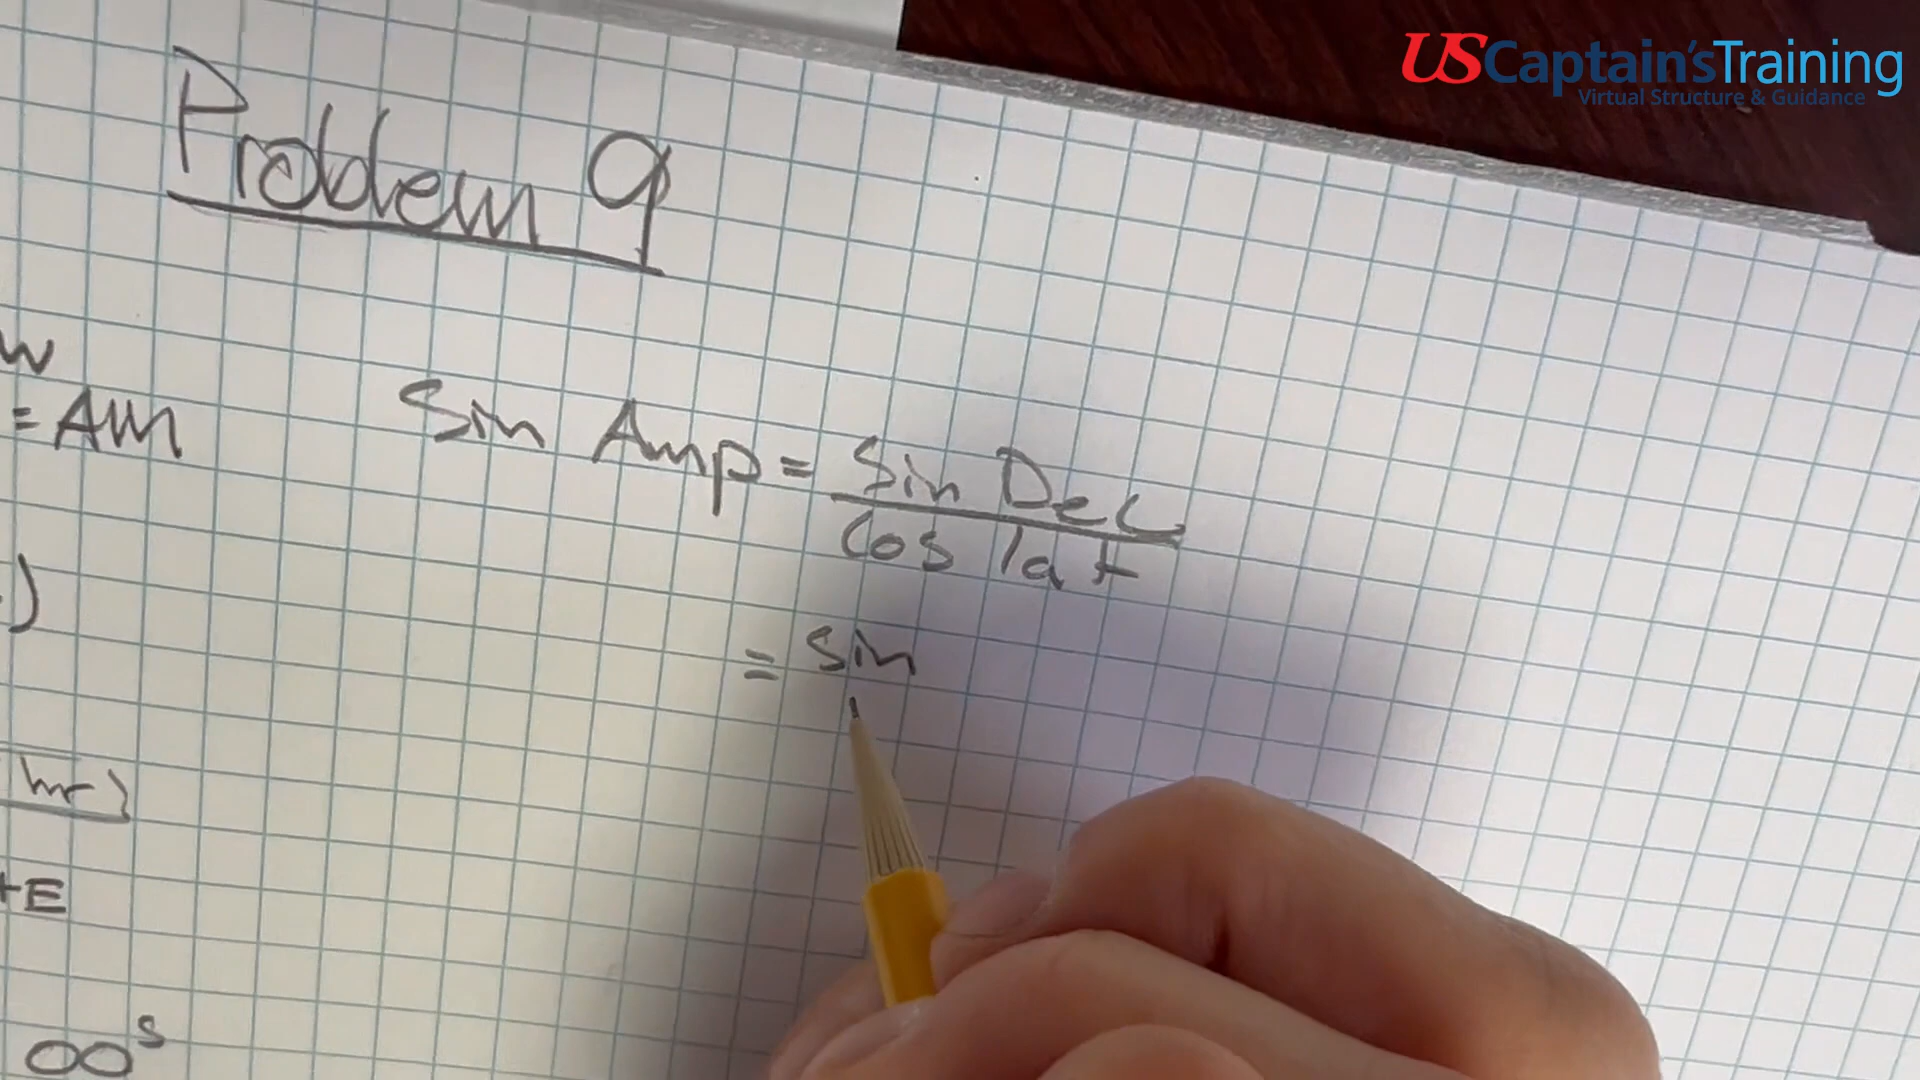 USCaptain'sTraining
Virtual Structure & Guidance
Problem 9
W
= AM
Sin Amp = Sin Dec
Cos lat
= Sin
.)
hr)
+E
00s